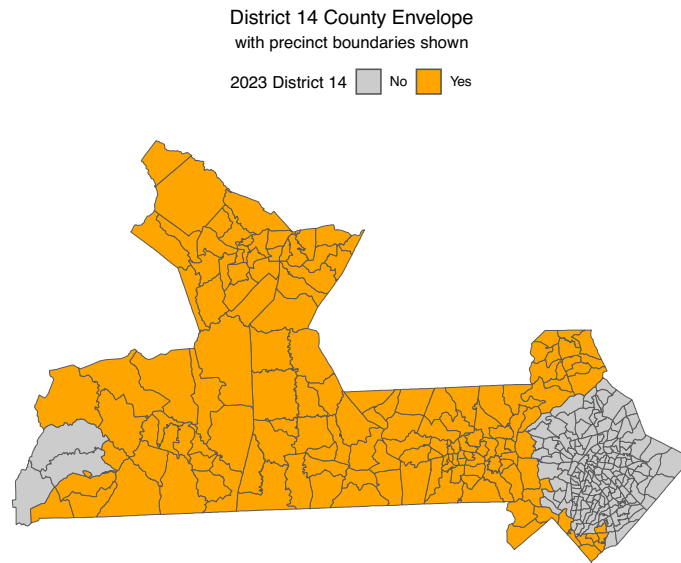 District 14 County Envelope
with precinct boundaries shown
2023 District 14 No Yes